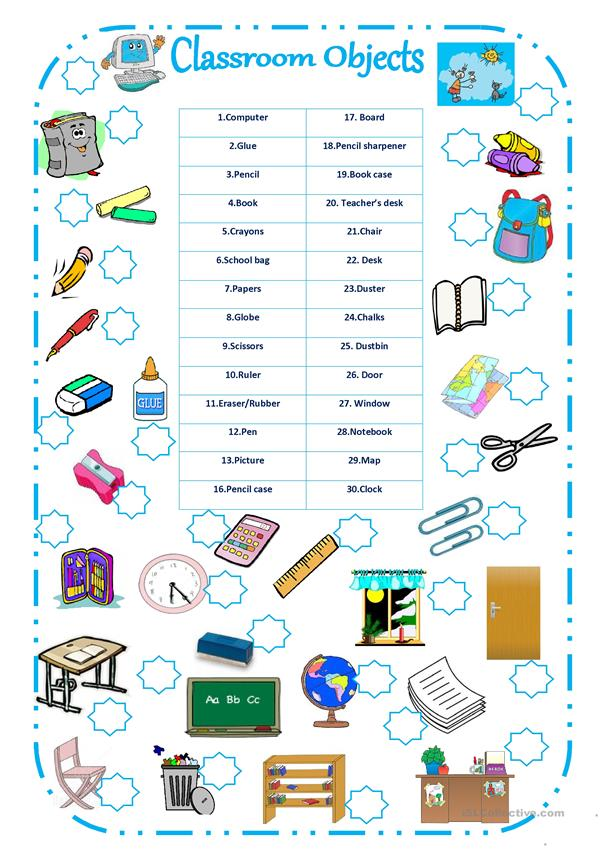 Classroom Objects
1.Computer 17. Board
2.Glue 18.Pencil sharpener
3.Pencil 19.Book case
4.Book 20. Teacher's desk
5.Crayons 21.Chair
6.School bag 22. Desk
7.Papers 23.Duster
8.Globe 24.Chalks
9.Scissors 25. Dustbin
10.Ruler 26. Door
11.Eraser/Rubber 27. Window
12.Pen 28.Notebook
13.Picture 29.Map
16.Pencil case 30.Clock
GLUE
Aa Bb Cc
iSLCollective.com